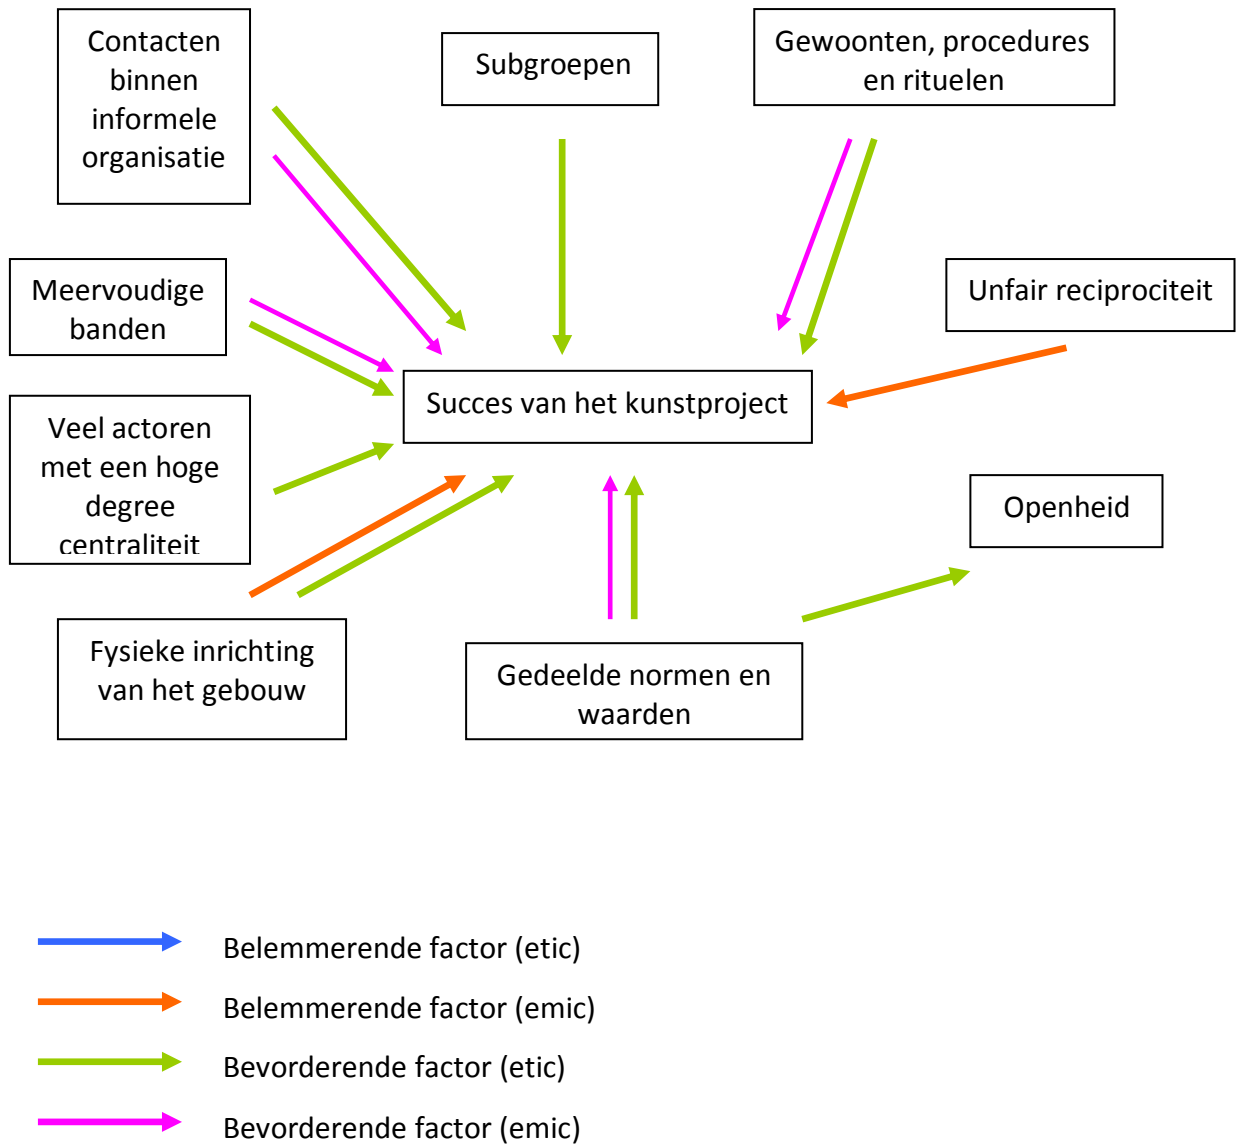 Contacten
binnen
informele
organisatie
Subgroepen
Gewoonten, procedures
en rituelen
Meervoudige
banden
Unfair reciprociteit
Succes van het kunstproject
Veel actoren
met een hoge
degree
centraliteit
Openheid
Fysieke inrichting
van het gebouw
Gedeelde normen en
waarden
Belemmerende factor (etic)
Belemmerende factor (emic)
Bevorderende factor (etic)
Bevorderende factor (emic)